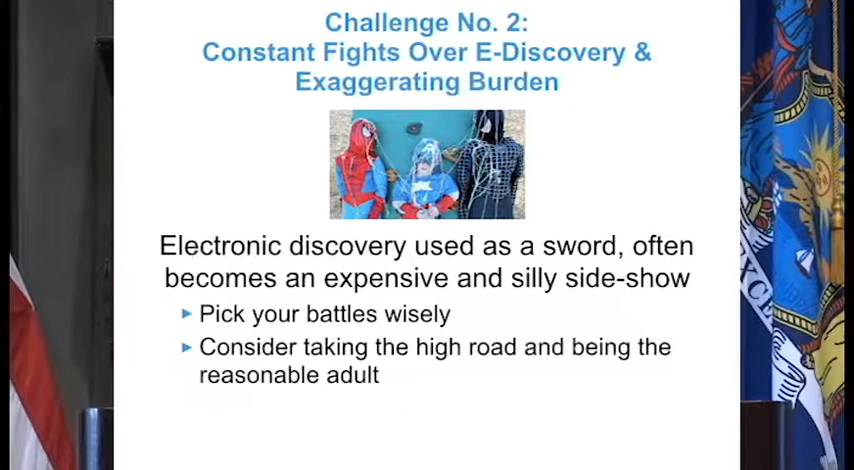 Challenge No. 2:
Constant Fights Over E-Discovery &
Exaggerating Burden
Electronic discovery used as a sword, often
becomes an expensive and silly side-show
Pick your battles wisely
Consider taking the high road and being the
reasonable adult
EXCE